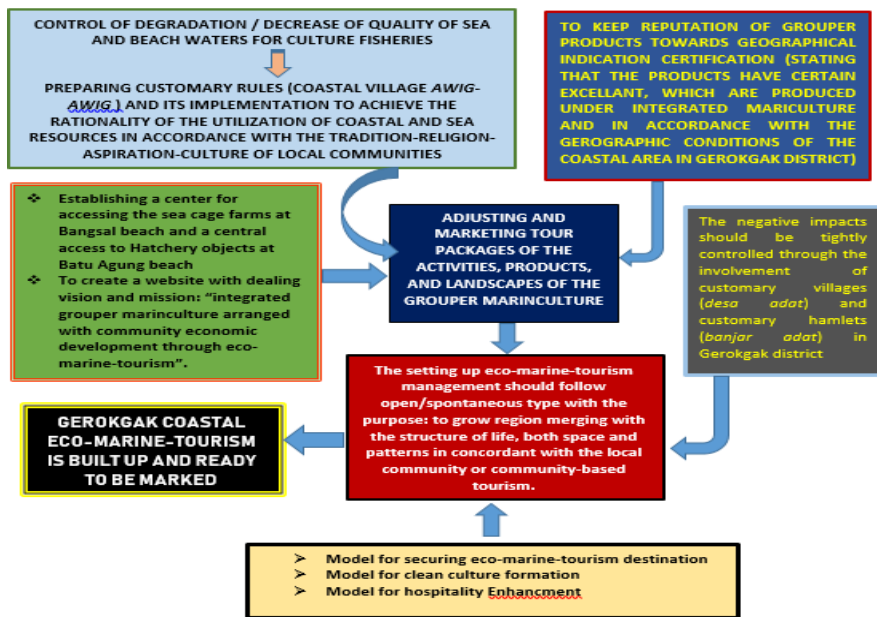 CONTROL OF DEGRADATION / DECREASE OF QUALITY OF SEA
AND BEACH WATERS FOR CULTURE FISHERIES
PREPARING CUSTOMARY RULES (COASTAL VILLAGE AWIG-
AWIG ) AND ITS IMPLEMENTATION TO ACHIEVE THE
RATIONALITY OF THE UTILIZATION OF COASTAL AND SEA
RESOURCES IN ACCORDANCE WITH THE TRADITION-RELIGION-
ASPIRATION-CULTURE OF LOCAL COMMUNITIES
TO KEEP REPUTATION OF GROUPER
PRODUCTS TOWARDS GEOGRAPHICAL
INDICATION CERTIFICATION (STATING
THAT THE PRODUCTS HAVE CERTAIN
EXCELLANT, WHICH ARE PRODUCED
UNDER INTEGRATED MARICULTURE
AND IN ACCORDANCE WITH THE
GEROGRAPHIC CONDITIONS OF THE
COASTAL AREA IN GEROKGAK DISTRICT)
❖ Establishing a center for
accessing the sea cage farms at
Bangsal beach and a central
access to Hatchery objects at
Batu Agung beach
❖ To create a website with dealing
vision and mission: “integrated
grouper marinculture arranged
with community economic
development through eco-
marine-tourism”.
ADJUSTING AND
MARKETING TOUR
PACKAGES OF THE
ACTIVITIES, PRODUCTS,
AND LANDSCAPES OF THE
GROUPER MARINCULTURE
The negative impacts
should be tightly
controlled through the
involvement of
customary villages
(desa adat) and
customary hamlets
(banjar adat) in
Gerokgak district
The setting up eco-marine-tourism
management should follow
open/spontaneous type with the
purpose: to grow region merging with
the structure of life, both space and
patterns in concordant with the local
community or community-based
tourism.
GEROKGAK COASTAL
ECO-MARINE-TOURISM
IS BUILT UP AND READY
TO BE MARKED
➢ Model for securing eco-marine-tourism destination
➢ Model for clean culture formation
➢ Model for hospitality Enhancment